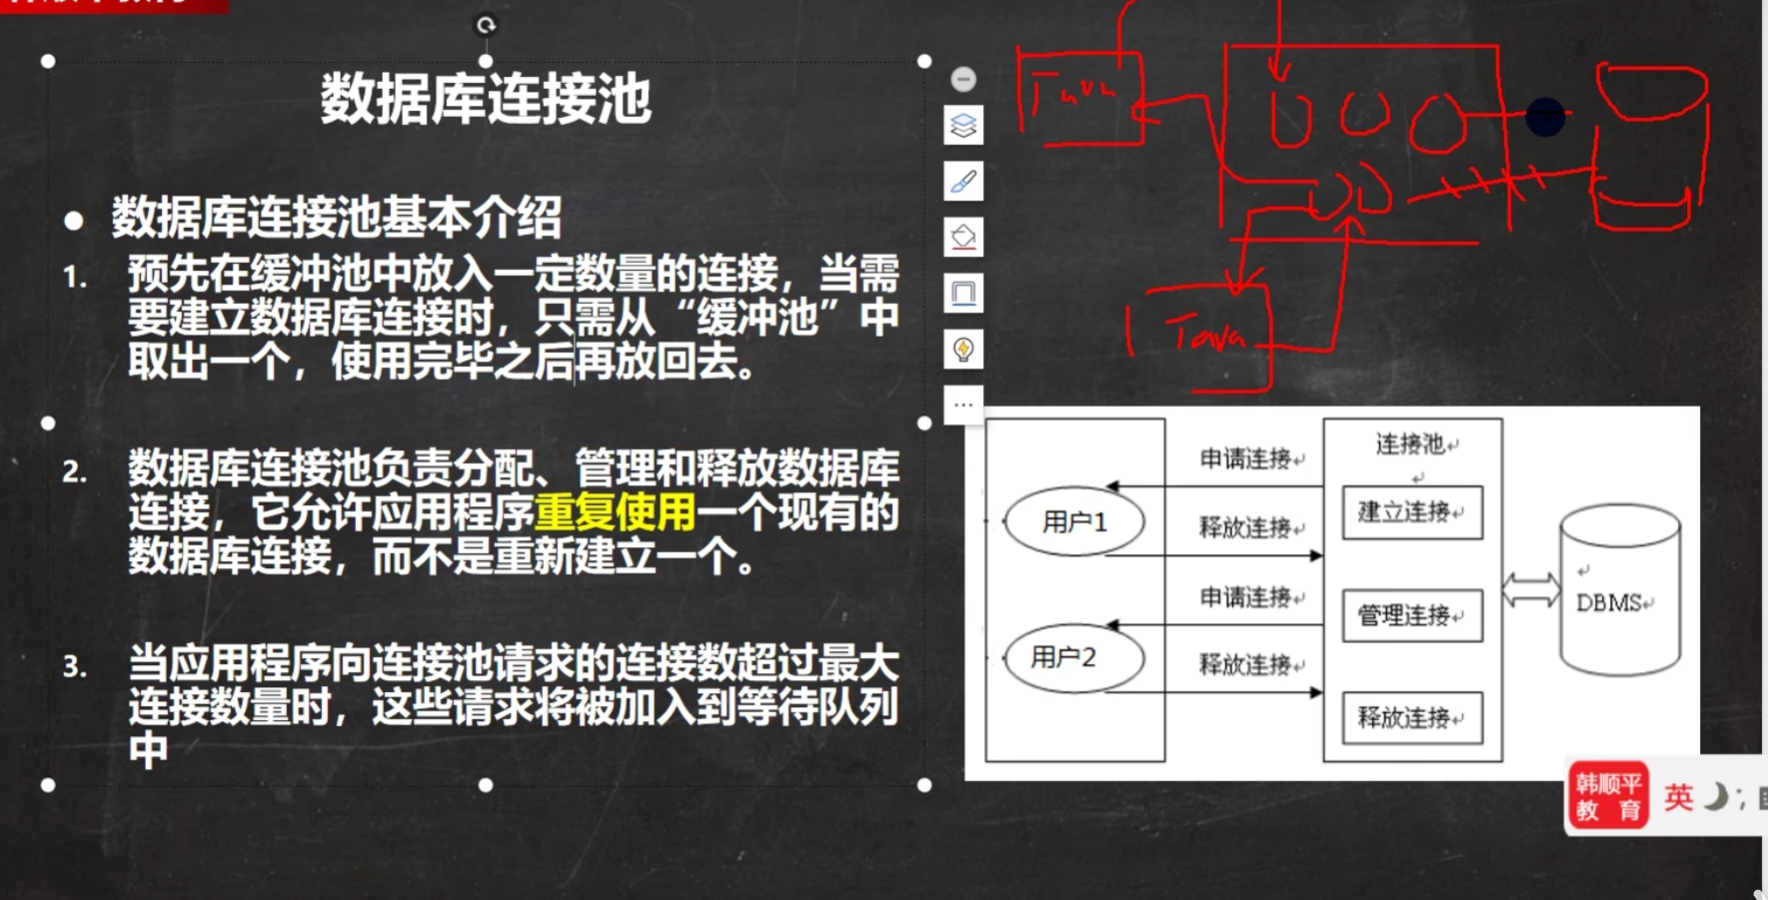 数据库连接池
● 数据库连接池基本介绍
1. 预先在缓冲池中放入一定数量的连接，当需
要建立数据库连接时，只需从“缓冲池”中
取出一个，使用完毕之后再放回去。
2. 数据库连接池负责分配、管理和释放数据库
连接，它允许应用程序重复使用一个现有的
数据库连接，而不是重新建立一个。
3. 当应用程序向连接池请求的连接数超过最大
连接数量时，这些请求将被加入到等待队列
中
Java
Java
用户1
用户2
申请连接
释放连接
申请连接
释放连接
连接池
建立连接
管理连接
释放连接
DBMS
韩顺平
教 育
英